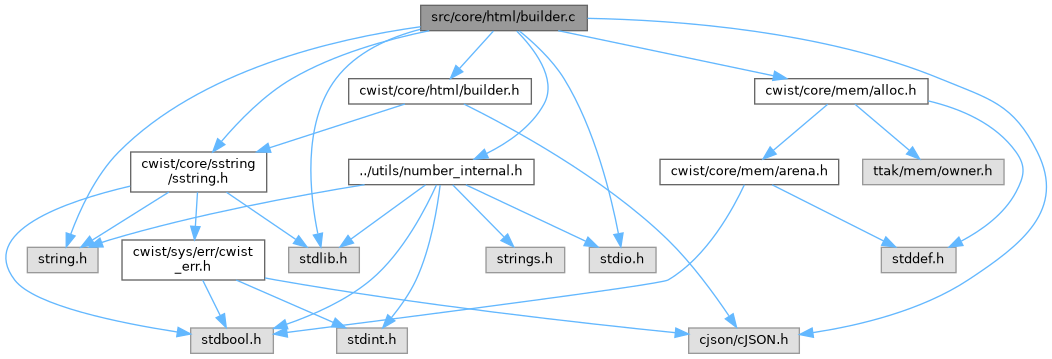 src/core/html/builder.c
cwist/core/html/builder.h
cwist/core/mem/alloc.h
cwist/core/sstring
/sstring.h
../utils/number_internal.h
cwist/core/mem/arena.h
ttak/mem/owner.h
string.h
cwist/sys/err/cwist
_err.h
stdlib.h
strings.h
stdio.h
stddef.h
stdbool.h
stdint.h
cjson/cJSON.h